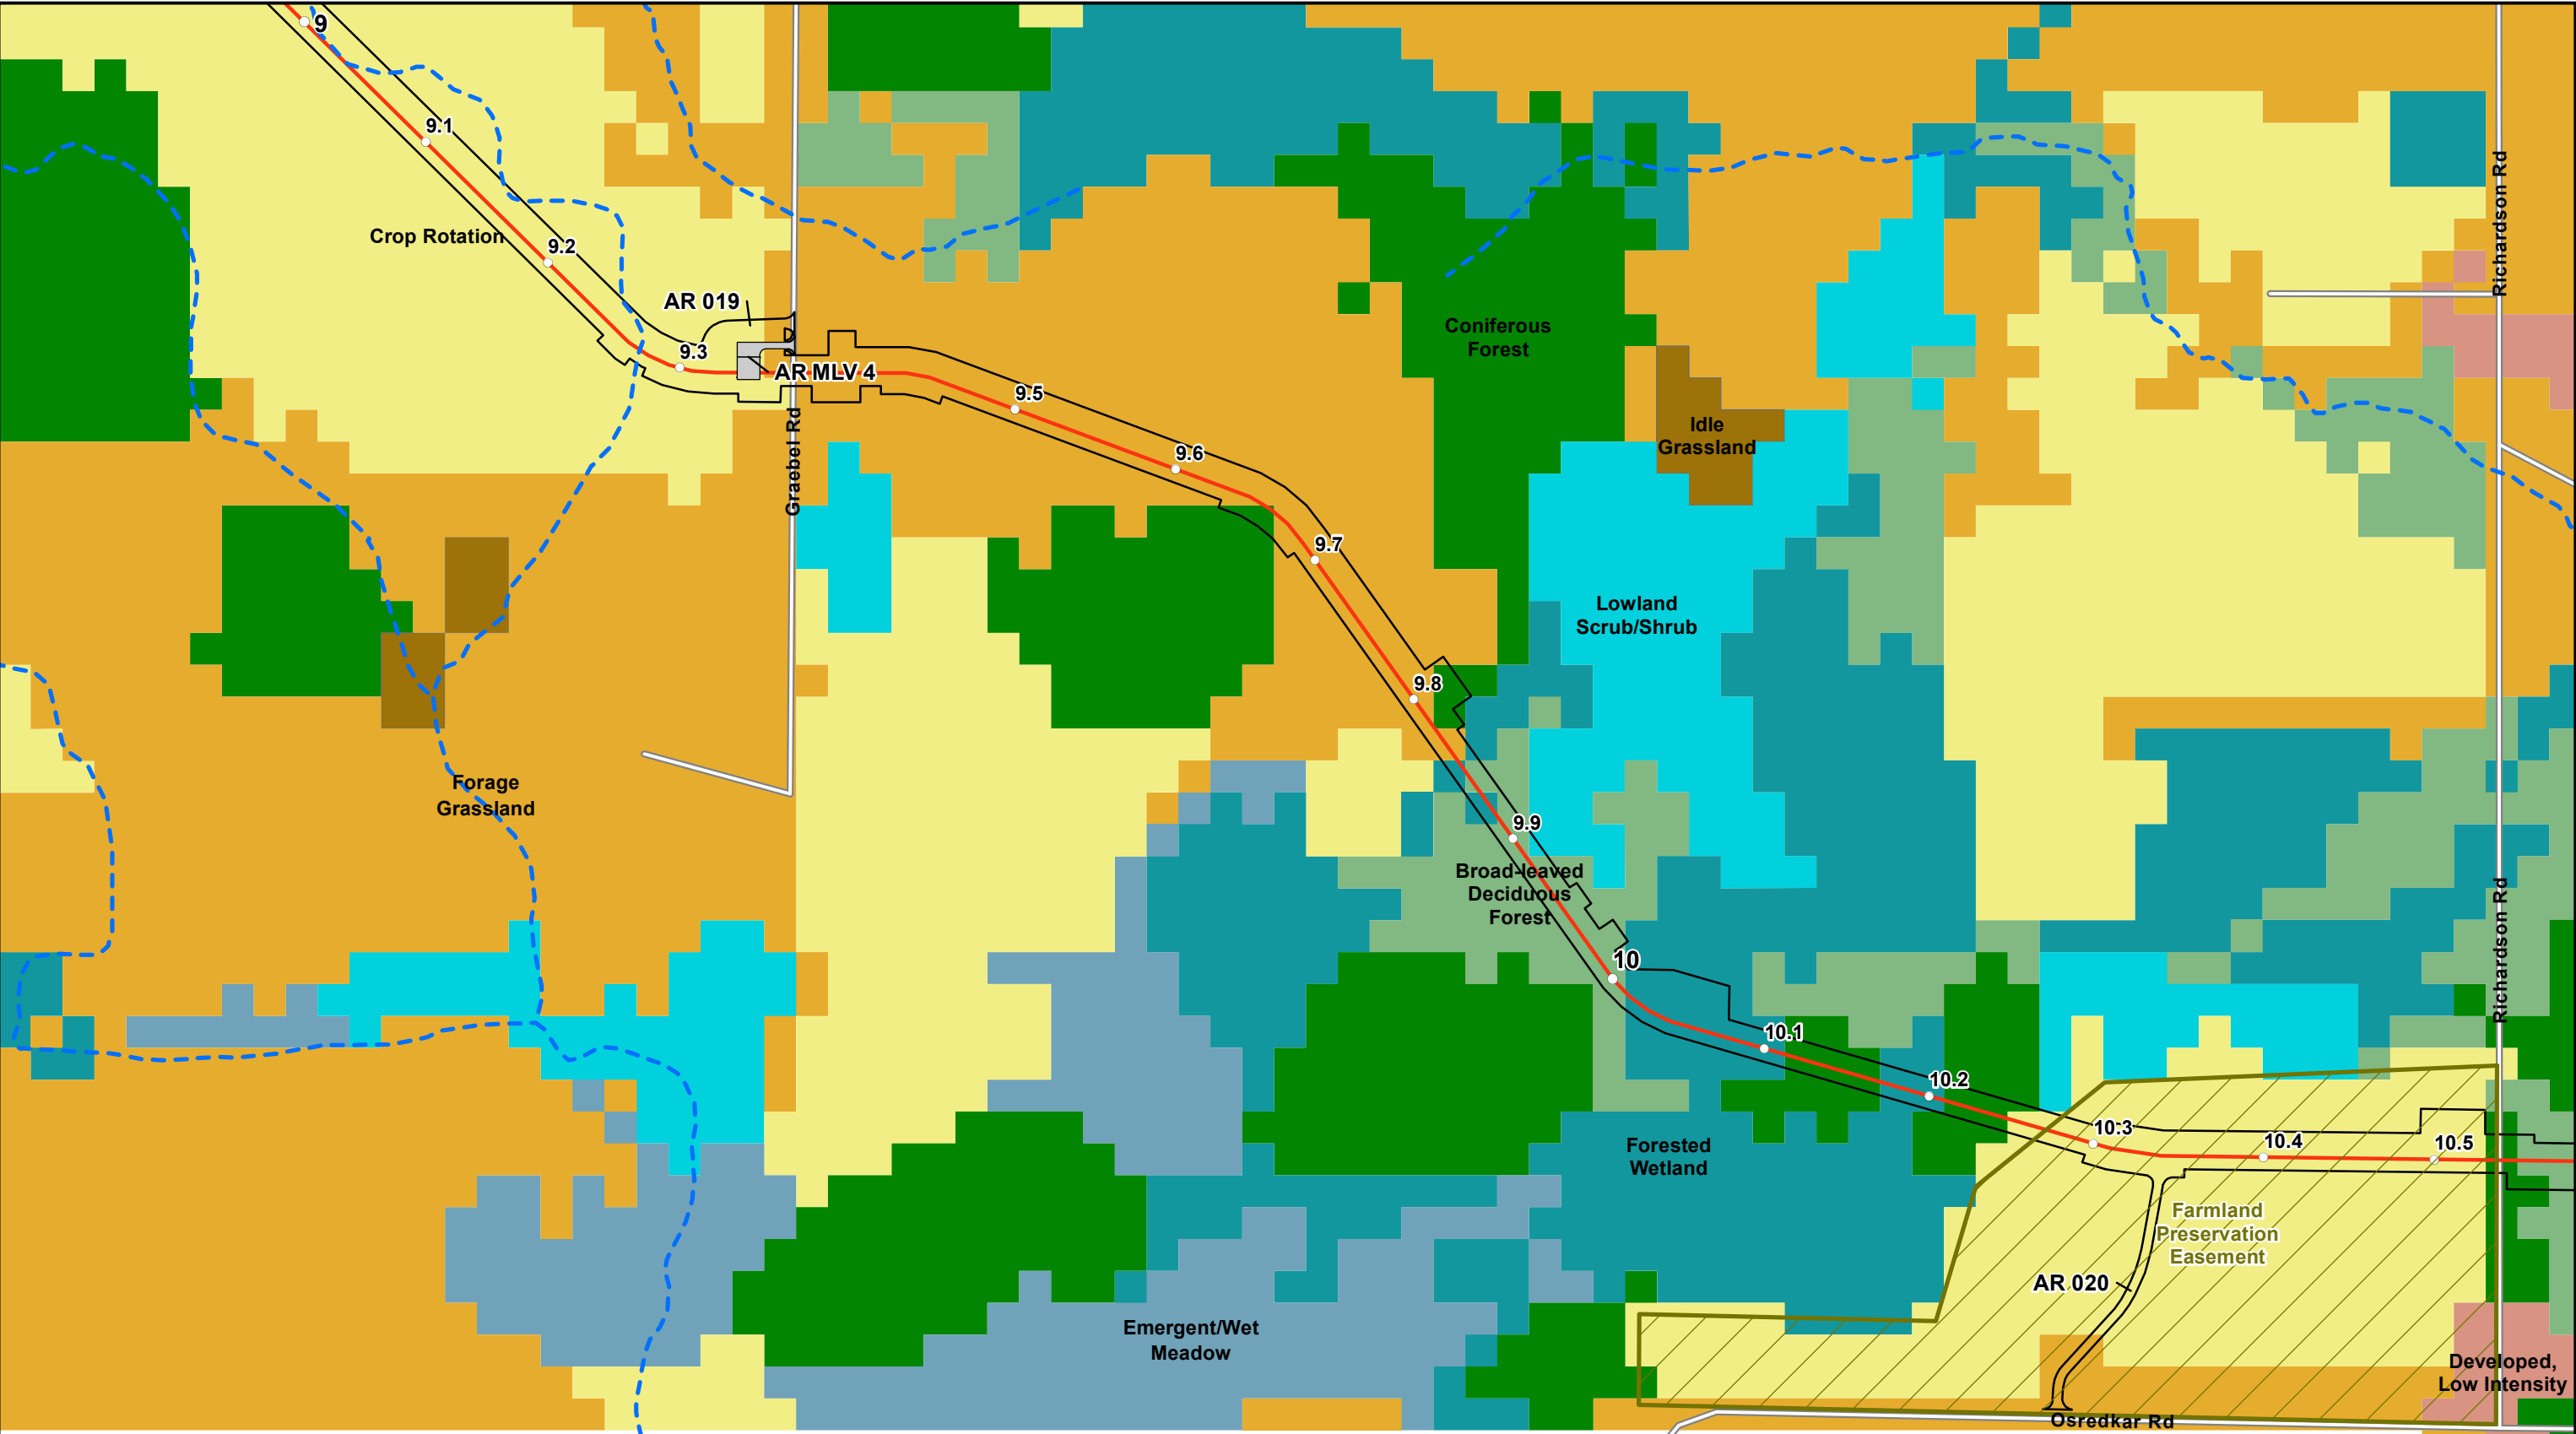 9
9.1
Richardson Rd
Crop Rotation
9.2
AR 019
Coniferous
Forest
9.3
AR MLV 4
9.5
Idle
Grassland
9.6
Graebel Rd
9.7
Lowland
Scrub/Shrub
9.8
Forage
Grassland
9.9
Broad-leaved
Deciduous
Forest
Richardson Rd
10
10.1
10.2
10.3
10.4
10.5
Forested
Wetland
Farmland
Preservation
Easement
AR 020
Emergent/Wet
Meadow
Developed,
Low Intensity
Osredkar Rd